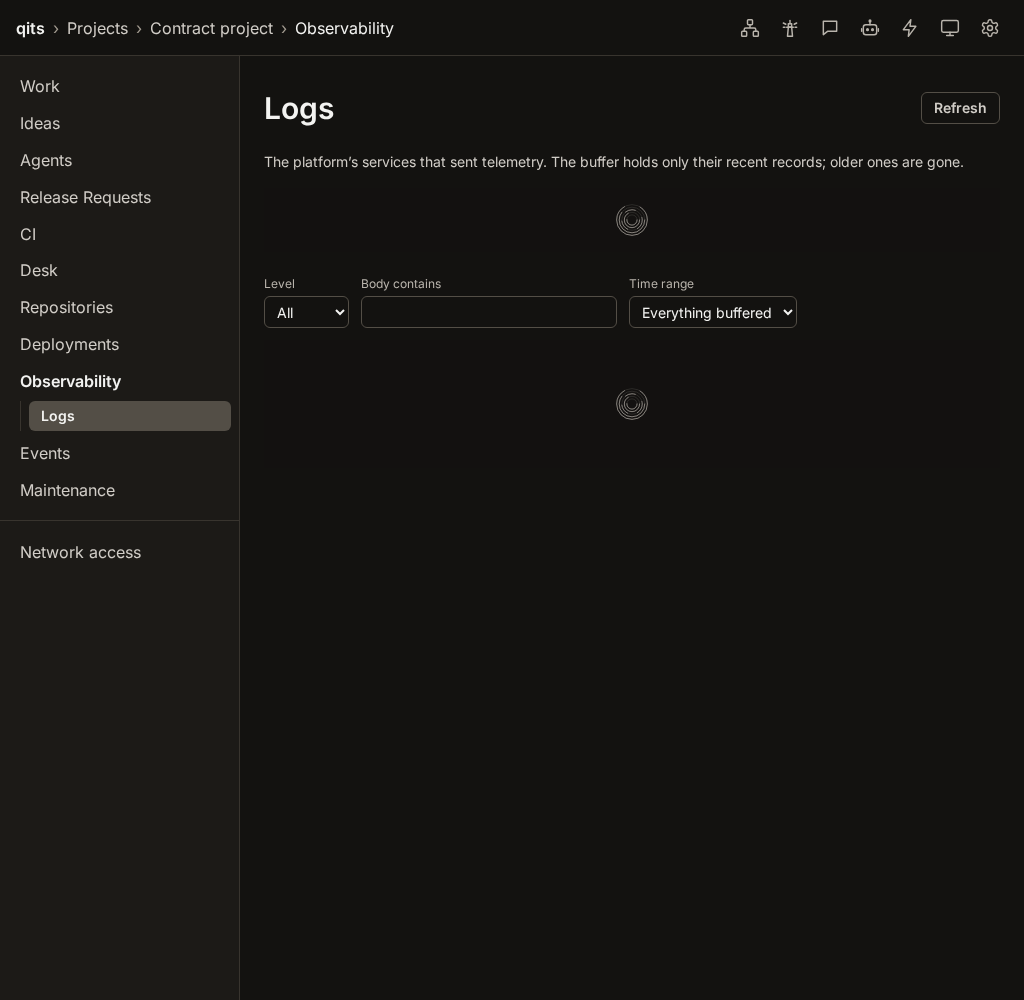 qits › Projects › Contract project › Observability
Work
Ideas
Agents
Release Requests
CI
Desk
Repositories
Deployments
Observability
Logs
Events
Maintenance
Network access
Logs
Refresh
The platform’s services that sent telemetry. The buffer holds only their recent records; older ones are gone.
Level
Body contains
Time range
All
Everything buffered